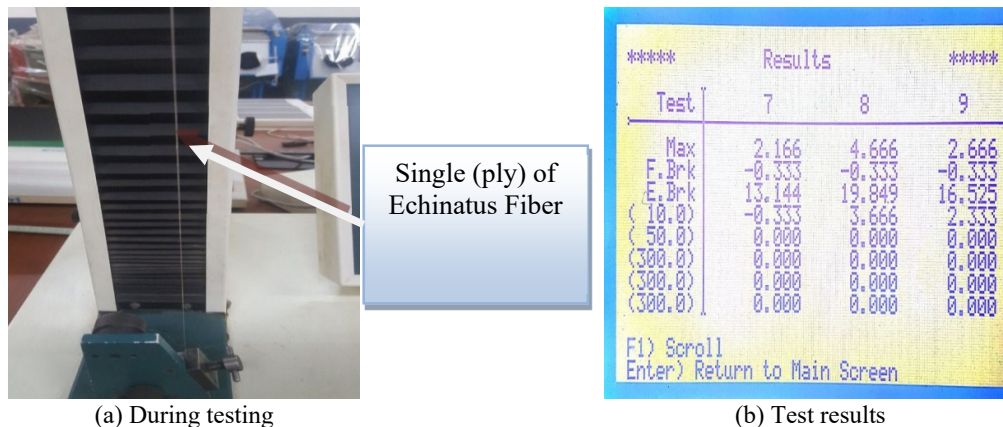 Single (ply) of
Echinatus Fiber
***** Results *****
Test 7 8 9
Max 2.166 4.666 2.666
F.Brk -0.333 -0.333 -0.333
E.Brk 13.144 19.849 16.525
( 10.0) -0.333 3.666 2.333
( 50.0) 0.000 0.000 0.000
(300.0) 0.000 0.000 0.000
(300.0) 0.000 0.000 0.000
(300.0) 0.000 0.000 0.000
F1) Scroll
Enter) Return to Main Screen
(a) During testing
(b) Test results